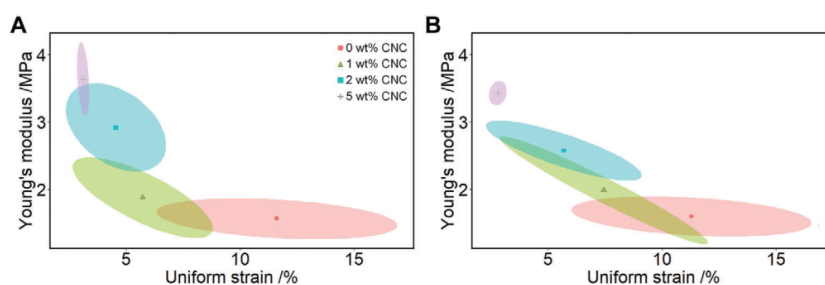 A
B
0 wt% CNC
1 wt% CNC
2 wt% CNC
5 wt% CNC
Young's modulus /MPa
4
3
2
5
10
15
Uniform strain /%
Young's modulus /MPa
4
3
2
5
10
15
Uniform strain /%